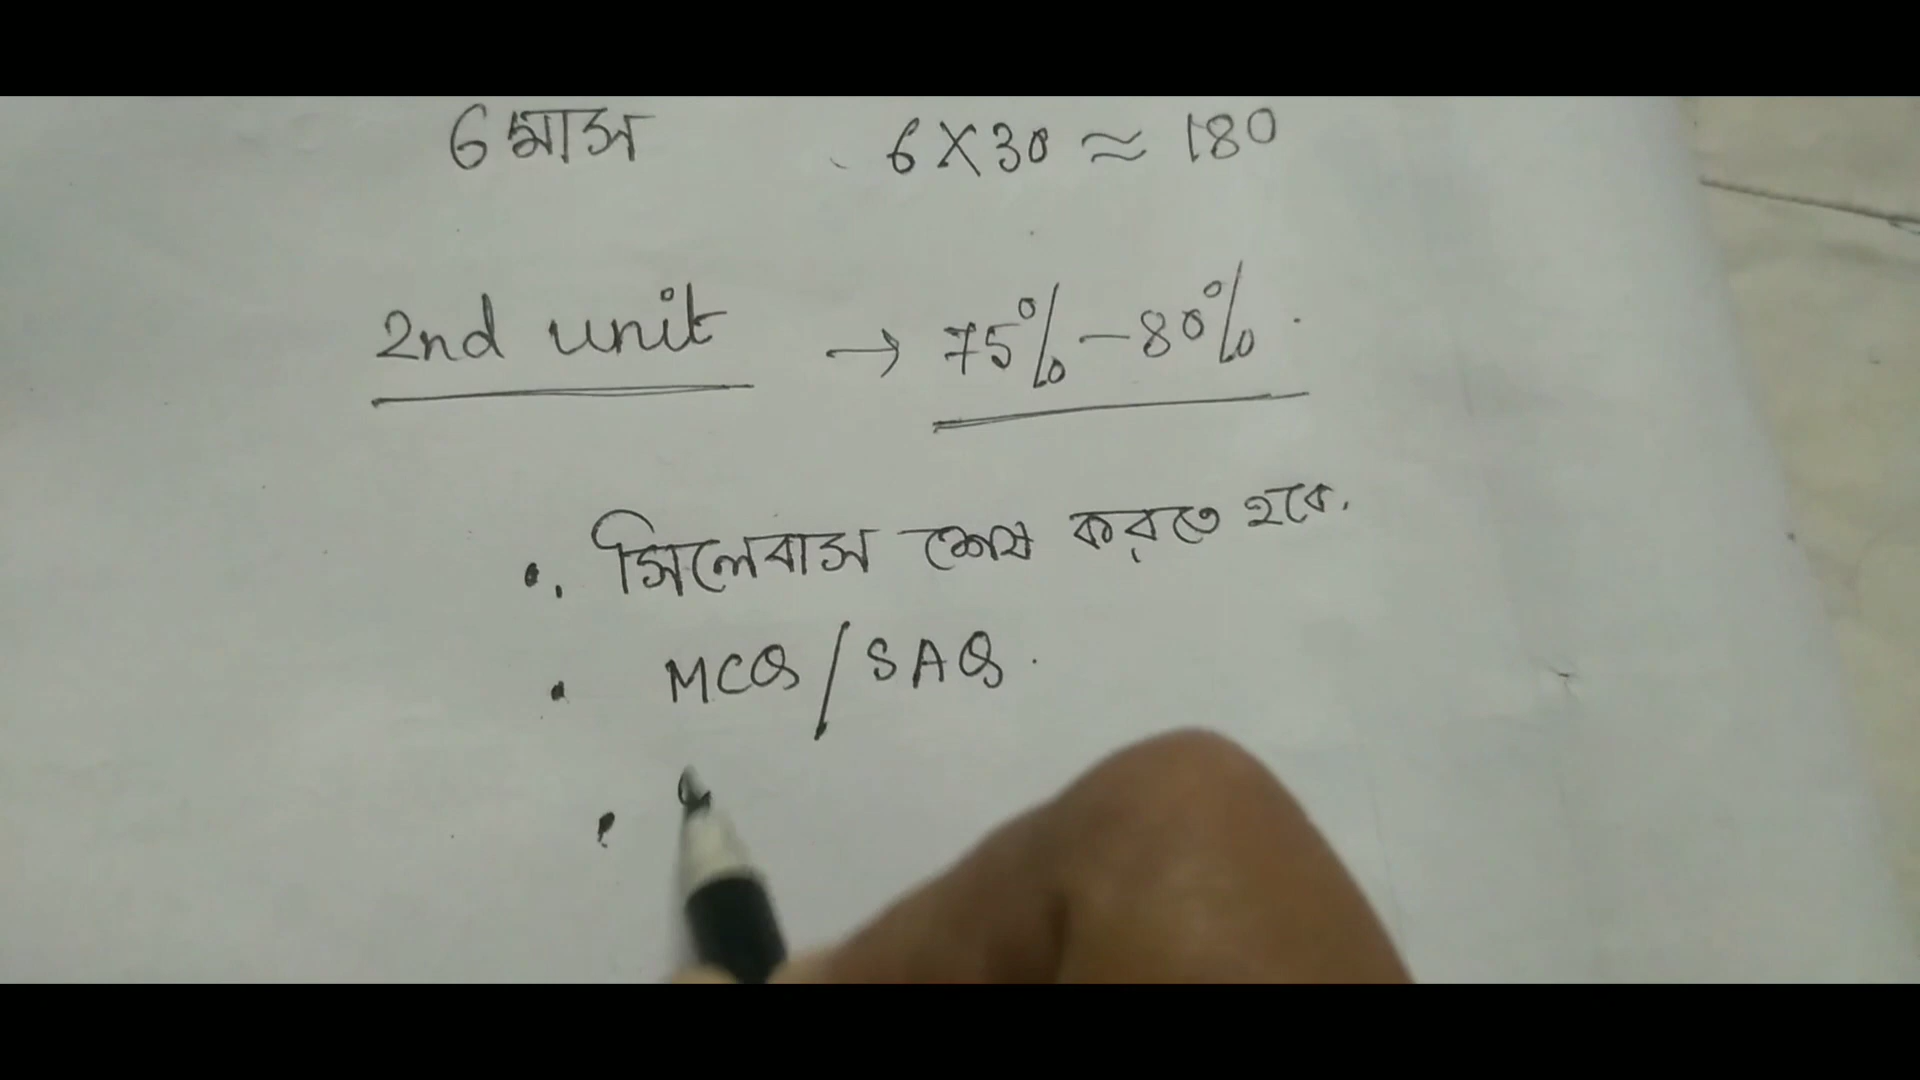 6 মাস 6 X 30 ≈ 180
2nd unit → 75% - 80%.
• সিলেবাস শেষ করতে হবে.
• MCQ / SAQ.
•